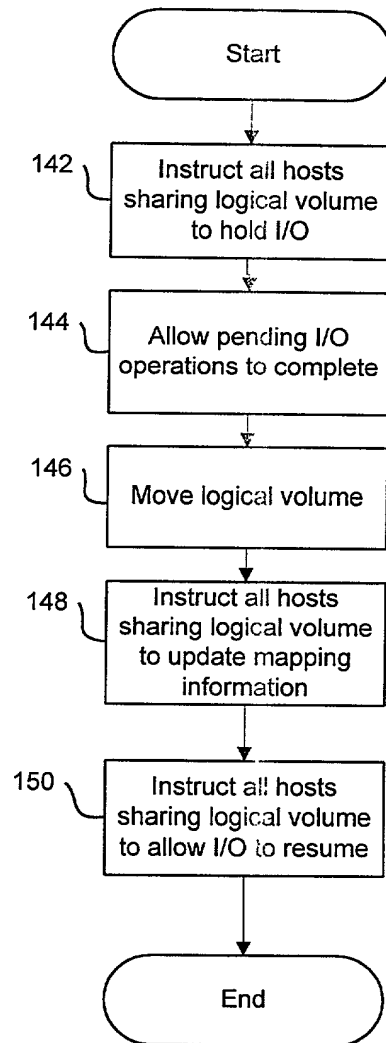 Start
142
Instruct all hosts
sharing logical volume
to hold I/O
144
Allow pending I/O
operations to complete
146
Move logical volume
148
Instruct all hosts
sharing logical volume
to update mapping
information
150
Instruct all hosts
sharing logical volume
to allow I/O to resume
End